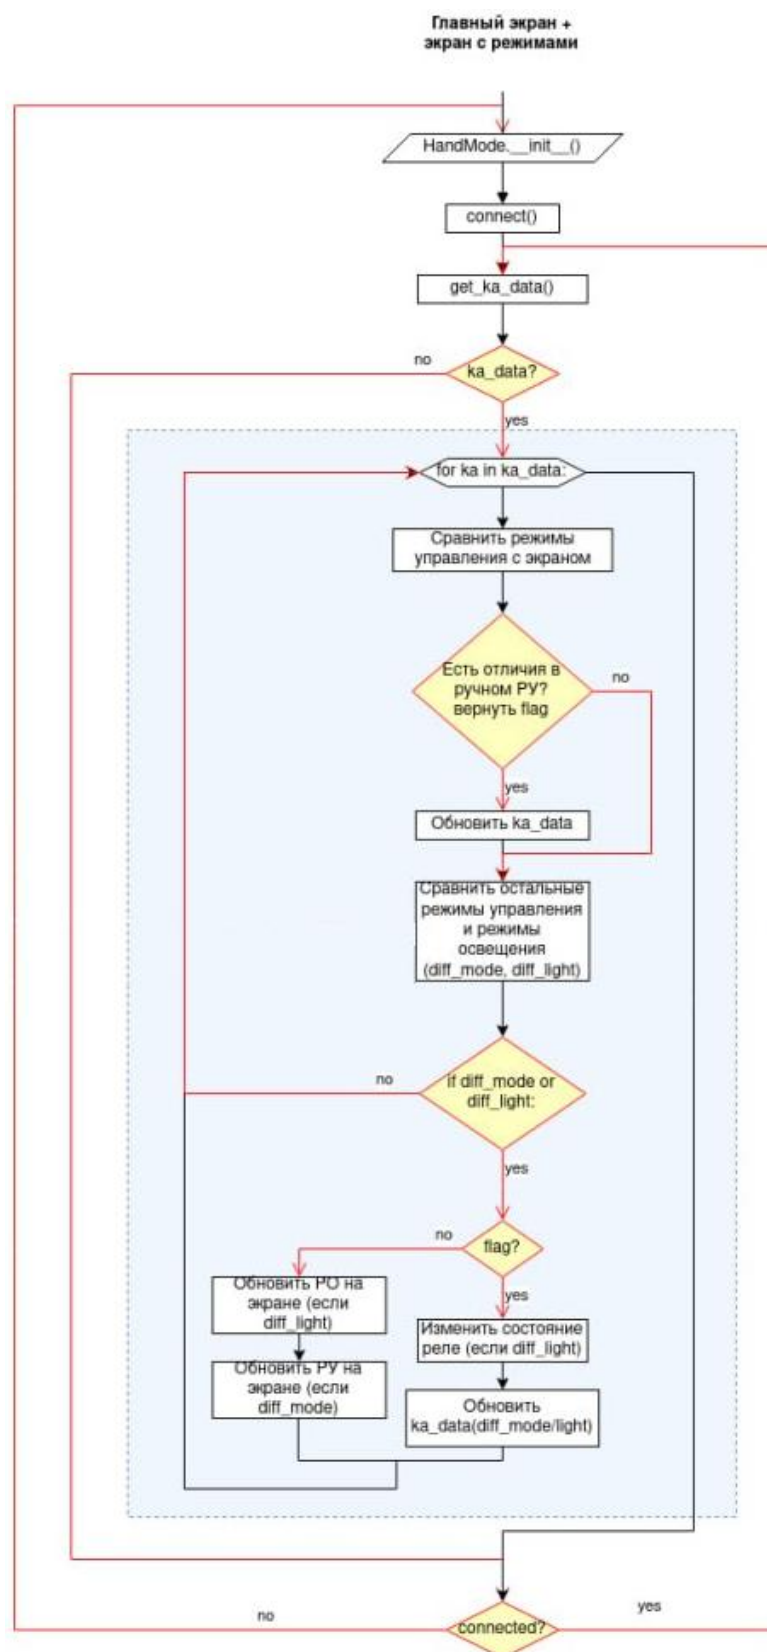 Главный экран +
экран с режимами
HandMode.__init__()
connect()
get_ka_data()
no
ka_data?
yes
for ka in ka_data:
Сравнить режимы
управления с экраном
Есть отличия в
ручном РУ?
вернуть flag
no
yes
Обновить ka_data
Сравнить остальные
режимы управления
и режимы
освещения
(diff_mode, diff_light)
no
if diff_mode or
diff_light:
yes
no
flag?
yes
Обновить РО на
экране (если
diff_light)
Изменить состояние
реле (если diff_light)
Обновить РУ на
экране (если
diff_mode)
Обновить
ka_data(diff_mode/light)
no
connected?
yes